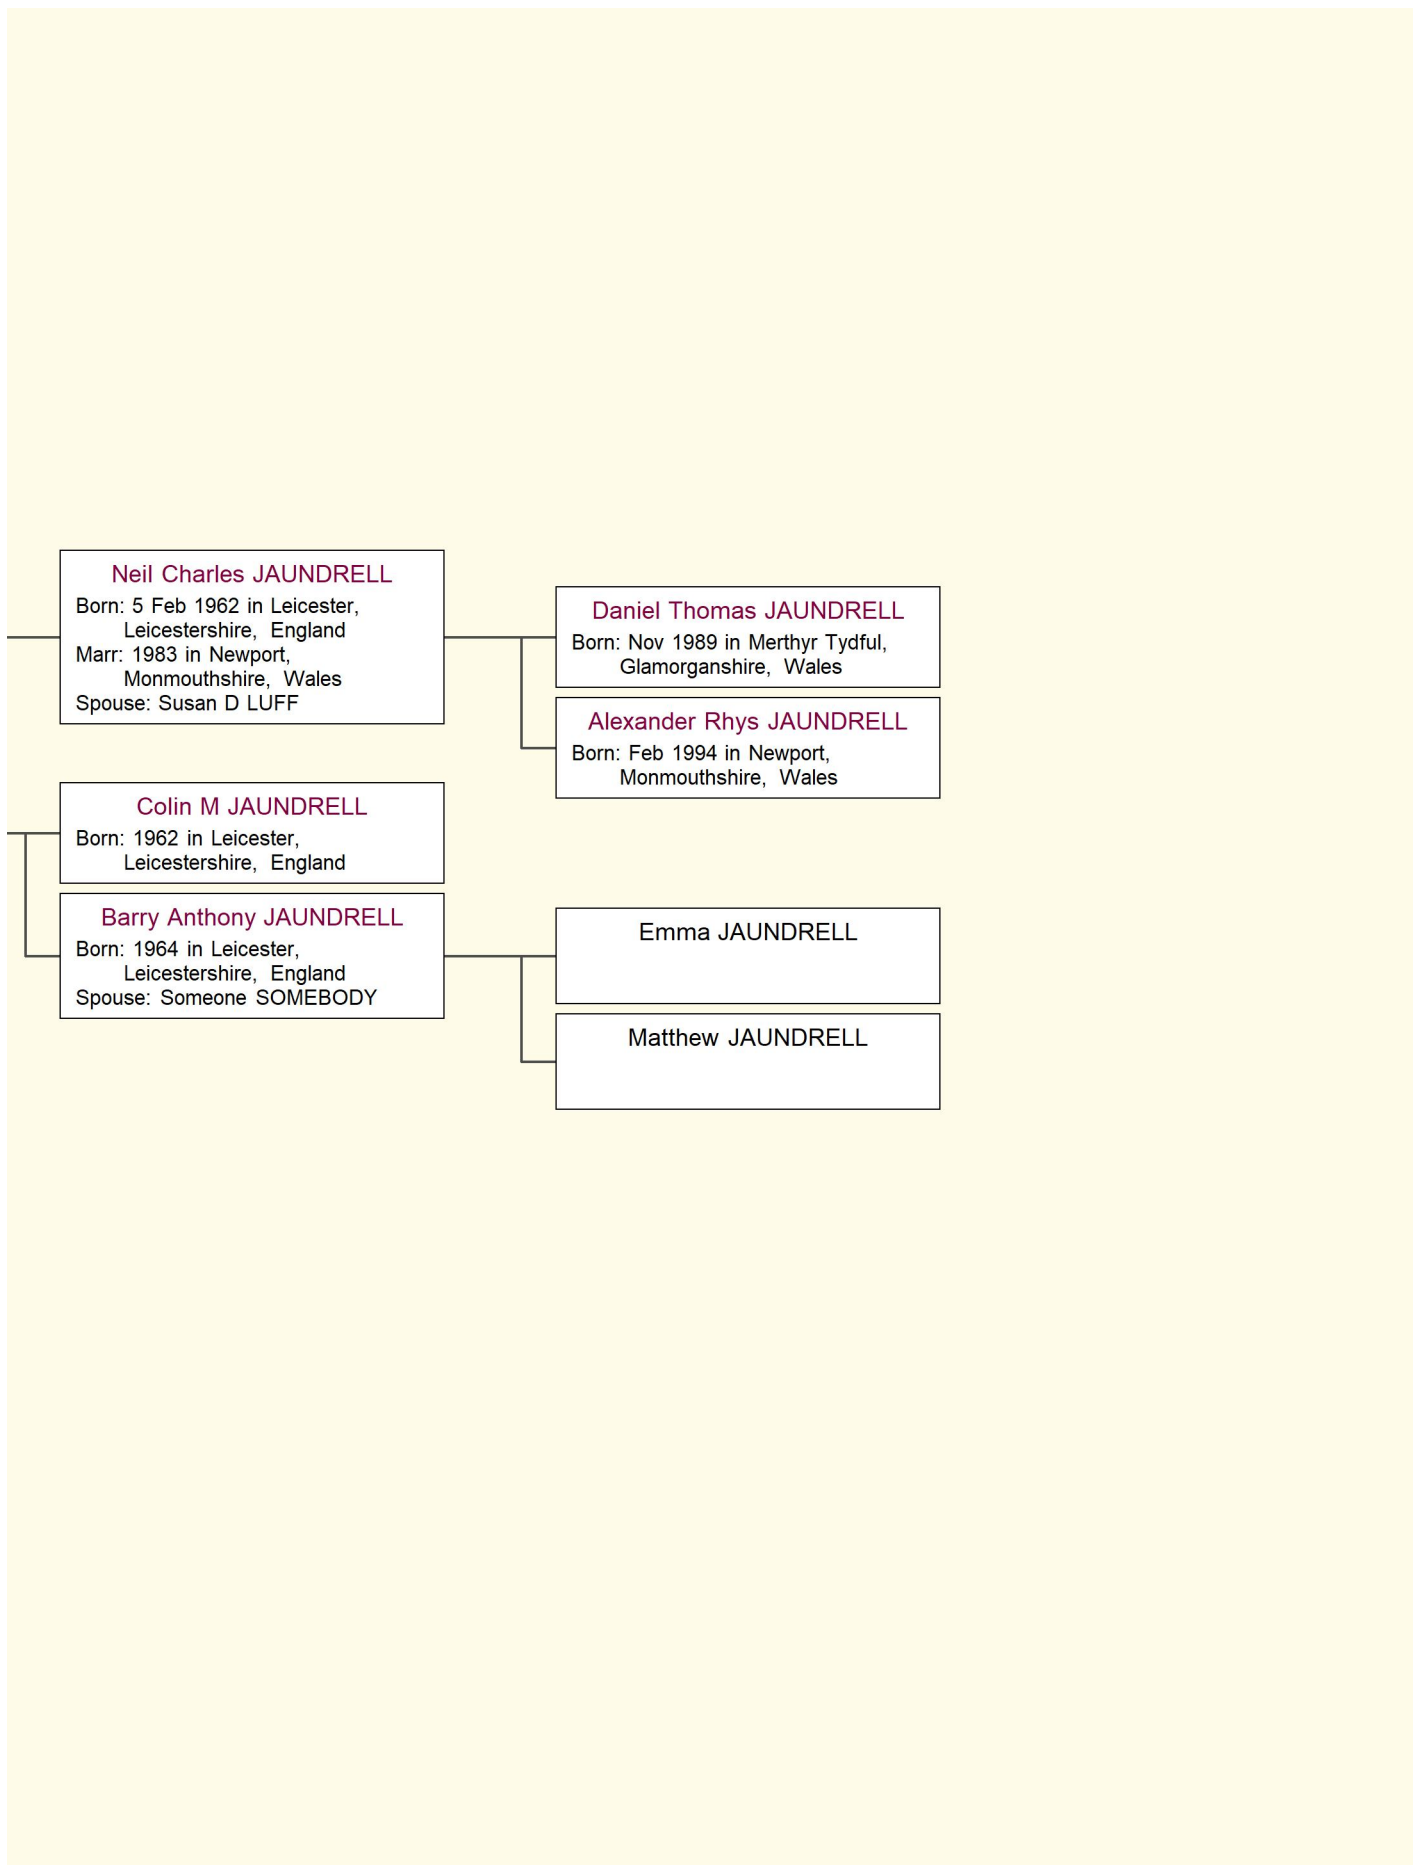 Neil Charles JAUNDRELL
Born: 5 Feb 1962 in Leicester,
Leicestershire, England
Marr: 1983 in Newport,
Monmouthshire, Wales
Spouse: Susan D LUFF
Daniel Thomas JAUNDRELL
Born: Nov 1989 in Merthyr Tydful,
Glamorganshire, Wales
Alexander Rhys JAUNDRELL
Born: Feb 1994 in Newport,
Monmouthshire, Wales
Colin M JAUNDRELL
Born: 1962 in Leicester,
Leicestershire, England
Barry Anthony JAUNDRELL
Born: 1964 in Leicester,
Leicestershire, England
Spouse: Someone SOMEBODY
Emma JAUNDRELL
Matthew JAUNDRELL